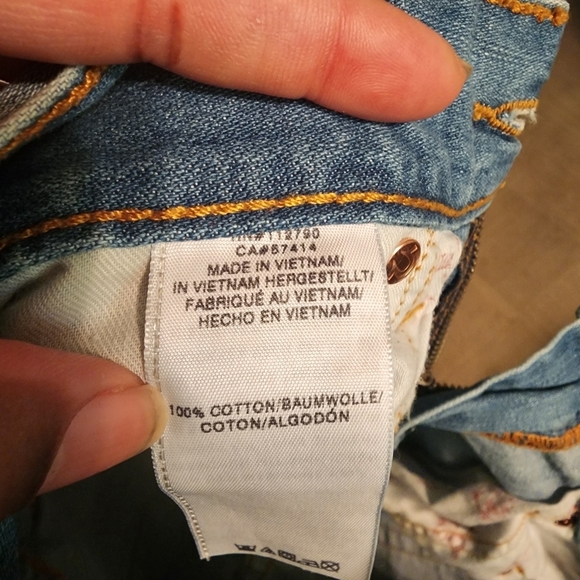 RN#112790
CA#57414
MADE IN VIETNAM/
IN VIETNAM HERGESTELLT/
FABRIQUÉ AU VIETNAM/
HECHO EN VIETNAM
100% COTTON/BAUMWOLLE/
COTON/ALGODÓN